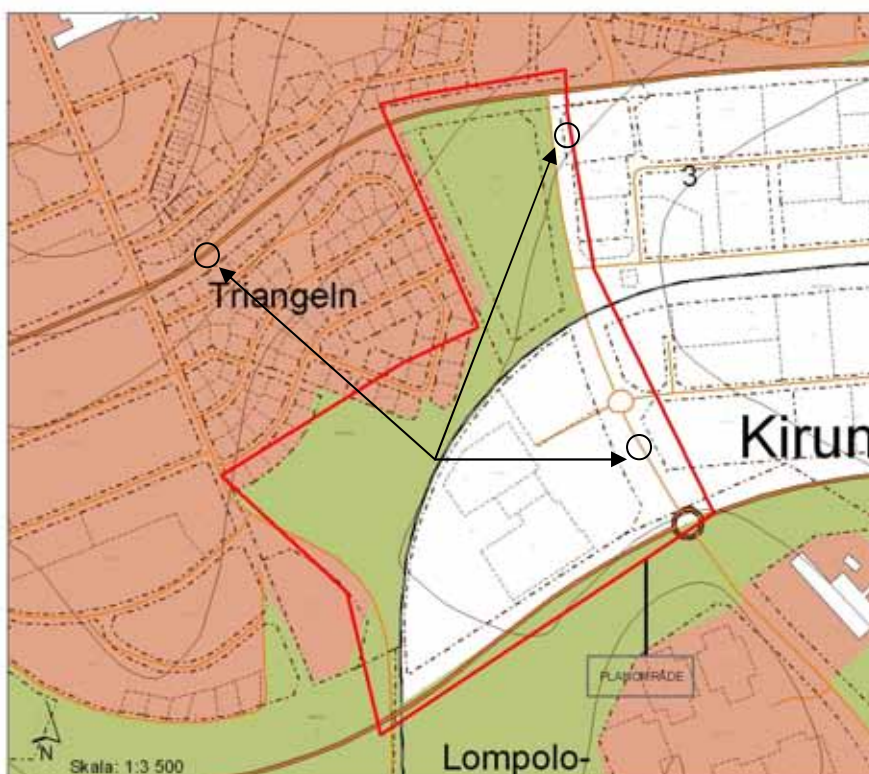 3
Triangeln
Kirun
PLANOMRÅDE
N
Skala: 1:3 500
Lompolo-